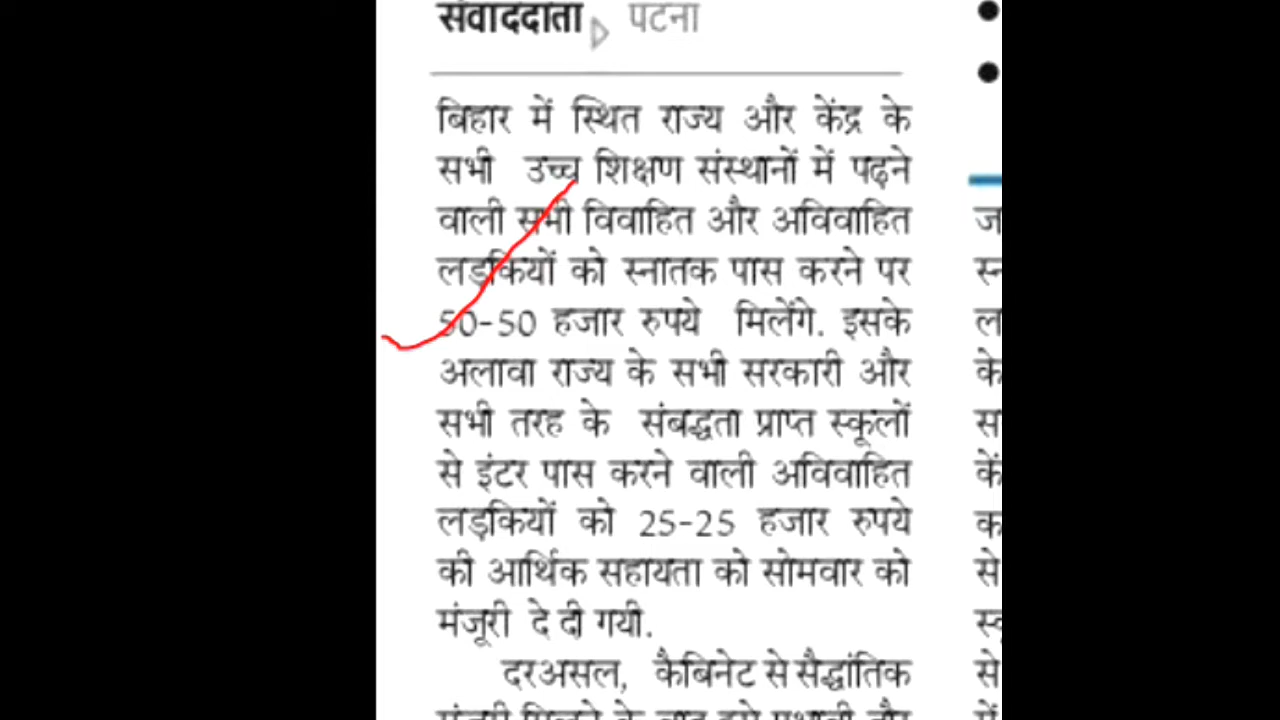 संवाददाता पटना
बिहार में स्थित राज्य और केंद्र के
सभी उच्च शिक्षण संस्थानों में पढ़ने
वाली सभी विवाहित और अविवाहित
लड़कियों को स्नातक पास करने पर
50-50 हजार रुपये मिलेंगे. इसके
अलावा राज्य के सभी सरकारी और
सभी तरह के संबद्धता प्राप्त स्कूलों
से इंटर पास करने वाली अविवाहित
लड़कियों को 25-25 हजार रुपये
की आर्थिक सहायता को सोमवार को
मंजूरी दे दी गयी.
दरअसल, कैबिनेट से सैद्धांतिक